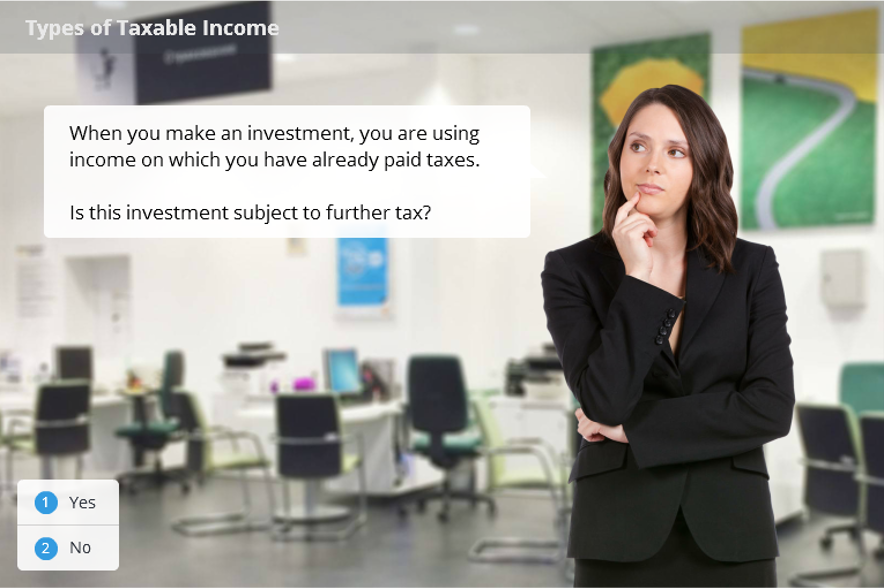 Types of Taxable Income
When you make an investment, you are using
income on which you have already paid taxes.
Is this investment subject to further tax?
1 Yes
2 No